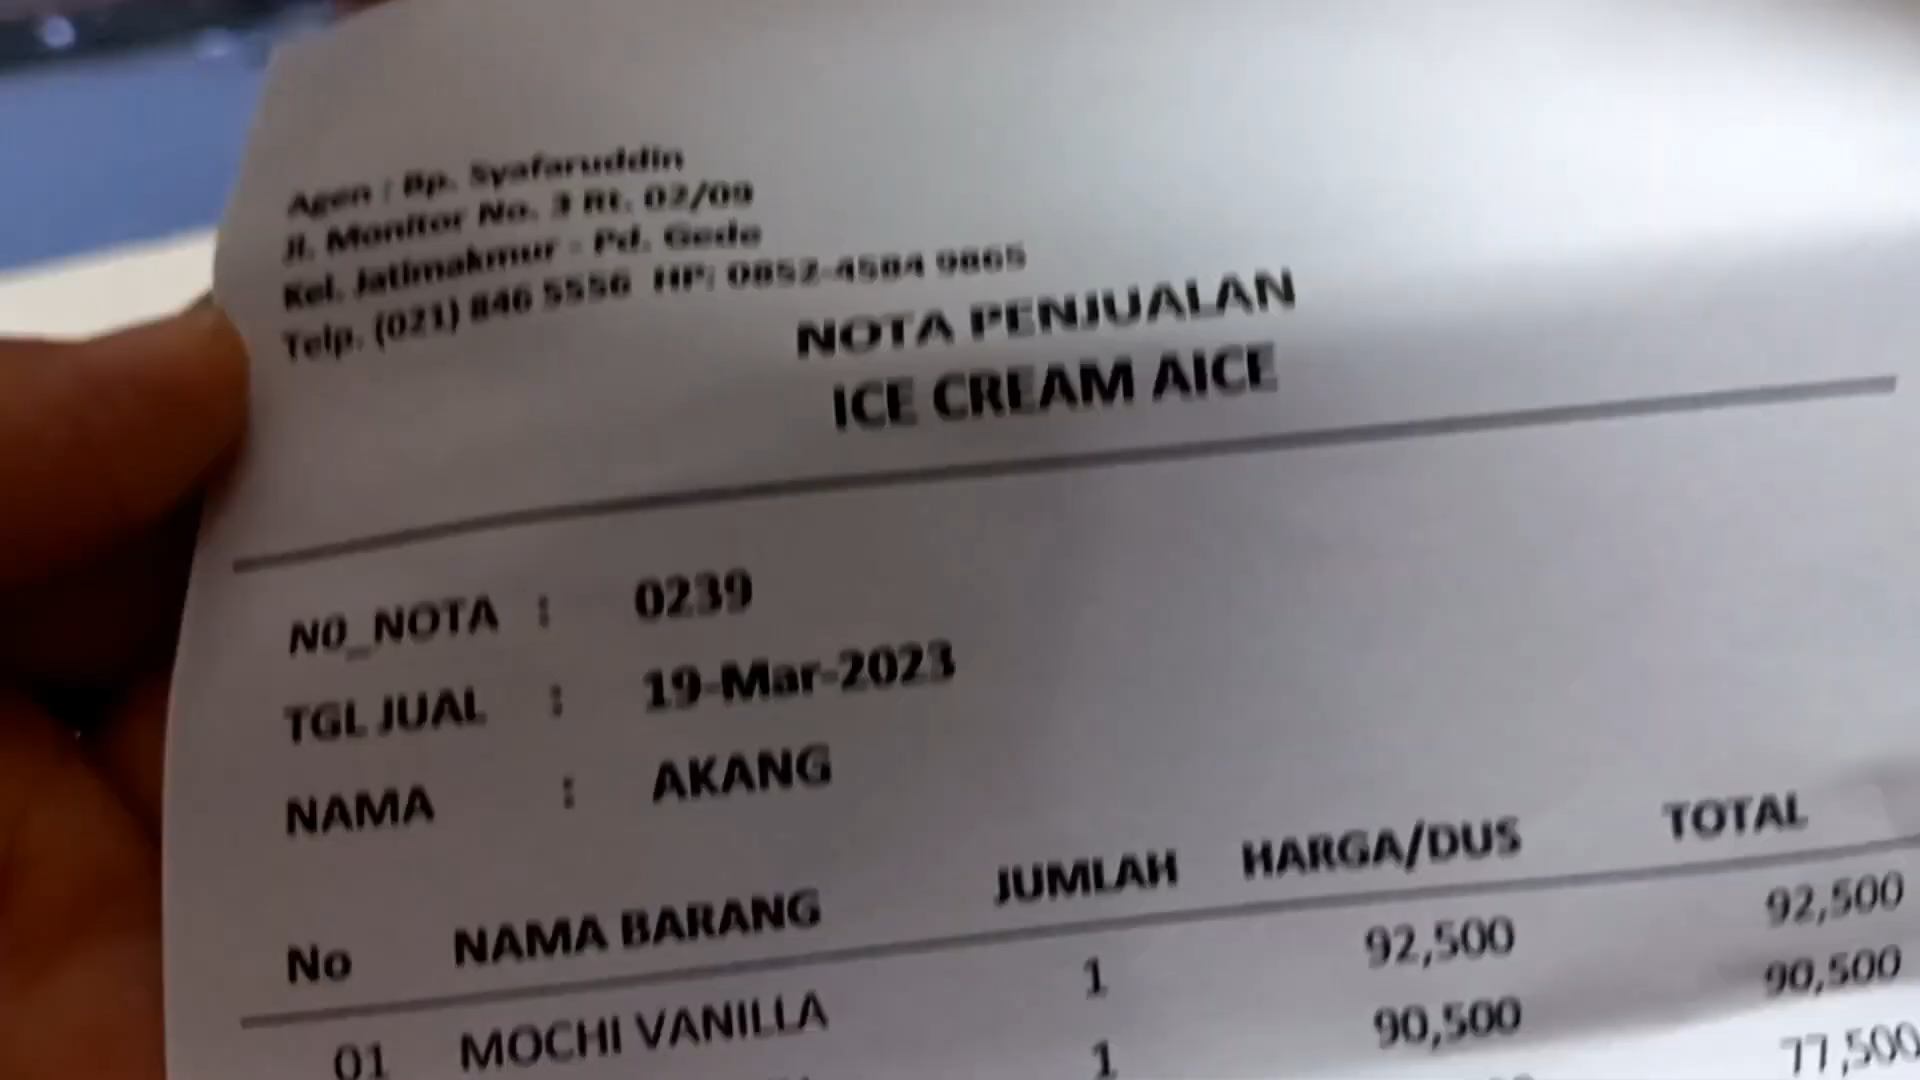 Agen : Bp. Syafaruddin
Jl. Monitor No. 3 Rt. 02/09
Kel. Jatimakmur - Pd. Gede
Telp. (021) 846 5556 HP: 0852-4584 9865
NOTA PENJUALAN
ICE CREAM AICE
N0_NOTA : 0239
TGL JUAL : 19-Mar-2023
NAMA : AKANG
No NAMA BARANG JUMLAH HARGA/DUS TOTAL
01 MOCHI VANILLA 1 92,500 92,500
1 90,500 90,500
77,500